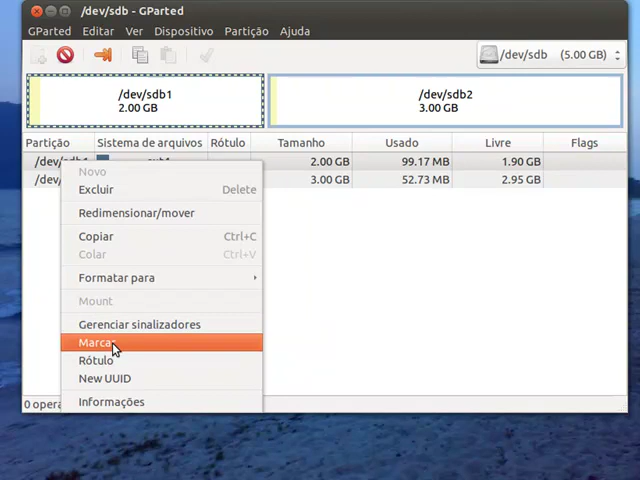 /dev/sdb - GParted
GParted Editar Ver Dispositivo Partição Ajuda
/dev/sdb (5.00 GB)
/dev/sdb1
2.00 GB
/dev/sdb2
3.00 GB
Partição Sistema de arquivos Rótulo Tamanho Usado Livre Flags
2.00 GB 99.17 MB 1.90 GB
3.00 GB 52.73 MB 2.95 GB
Novo
Excluir Delete
Redimensionar/mover
Copiar Ctrl+C
Colar Ctrl+V
Formatar para
Mount
Gerenciar sinalizadores
Marcar
Rótulo
New UUID
Informações
0 opera